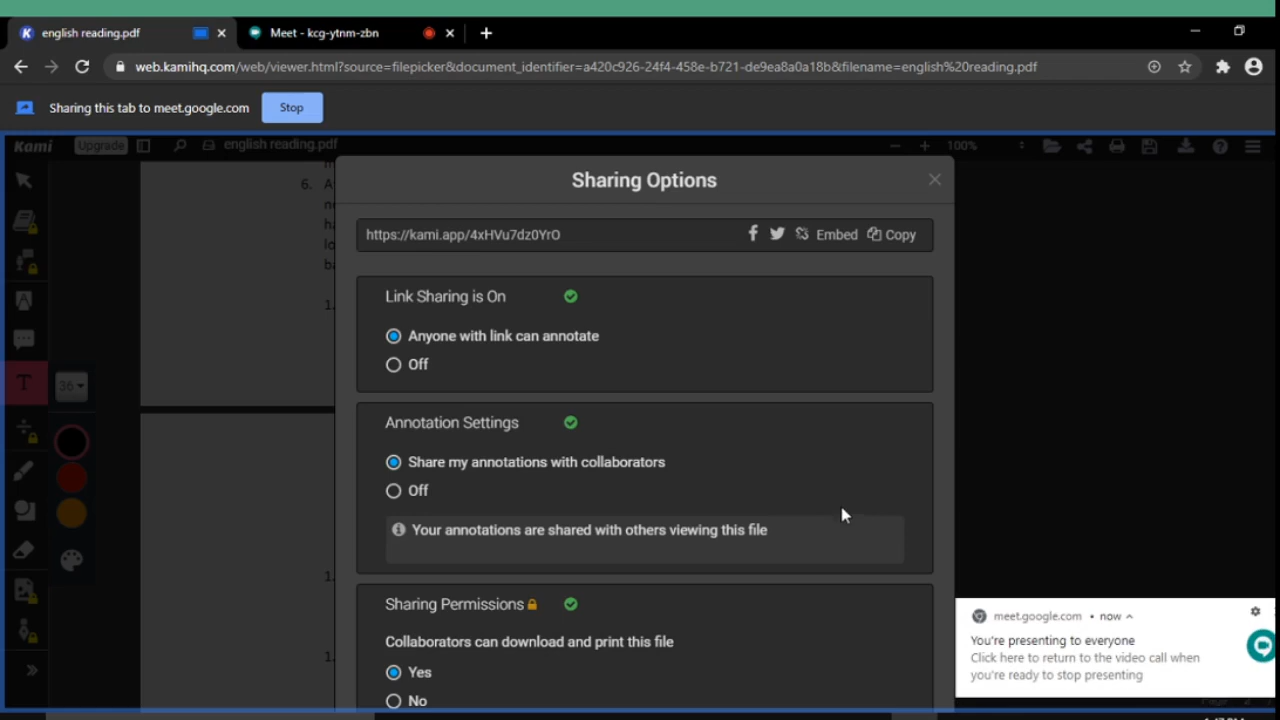 english reading.pdf
Meet - kcg-ytnm-zbn
web.kamihq.com/web/viewer.html?source=filepicker&document_identifier=a420c926-24f4-458e-b721-de9ea8a0a18b&filename=english%20reading.pdf
Sharing this tab to meet.google.com Stop
Kami Upgrade english reading.pdf 100%
Sharing Options
6. A
https://kami.app/4xHVu7dz0YrO Embed Copy
Link Sharing is On
1.
Anyone with link can annotate
Off
T 36
Annotation Settings
Share my annotations with collaborators
Off
Your annotations are shared with others viewing this file
1.
Sharing Permissions
Collaborators can download and print this file
1.
Yes
No
meet.google.com • now
You're presenting to everyone
Click here to return to the video call when
you're ready to stop presenting